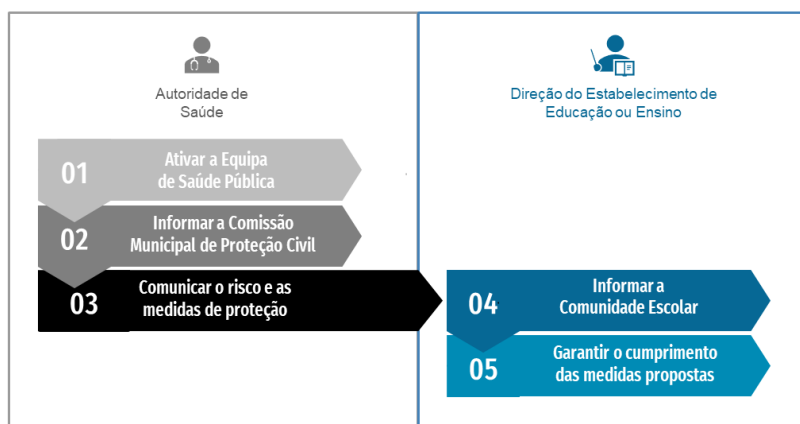 Autoridade de
Saúde
Direção do Estabelecimento de
Educação ou Ensino
01
Ativar a Equipa
de Saúde Pública
02
Informar a Comissão
Municipal de Proteção Civil
03
Comunicar o risco e as
medidas de proteção
04
Informar a
Comunidade Escolar
05
Garantir o cumprimento
das medidas propostas